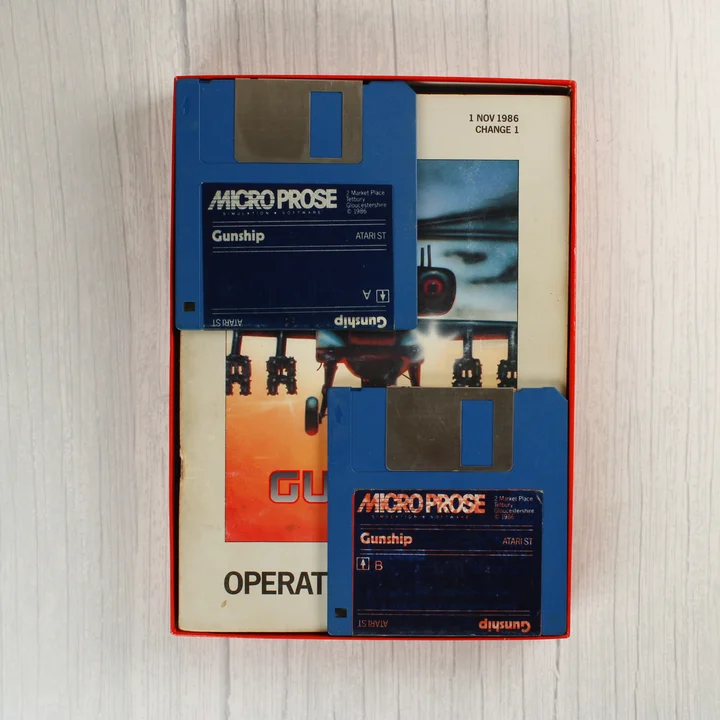 1 NOV 1986
CHANGE 1
MICRO PROSE
SIMULATION • SOFTWARE
2 Market Place
Tetbury
Gloucestershire
© 1986
Gunship
ATARI ST
A
Gunship
ATARI ST
GU
OPERAT
MICRO PROSE
SIMULATION • SOFTWARE
2 Market Place
Tetbury
Gloucestershire
© 1986
Gunship
ATARI ST
B
Gunship
ATARI ST